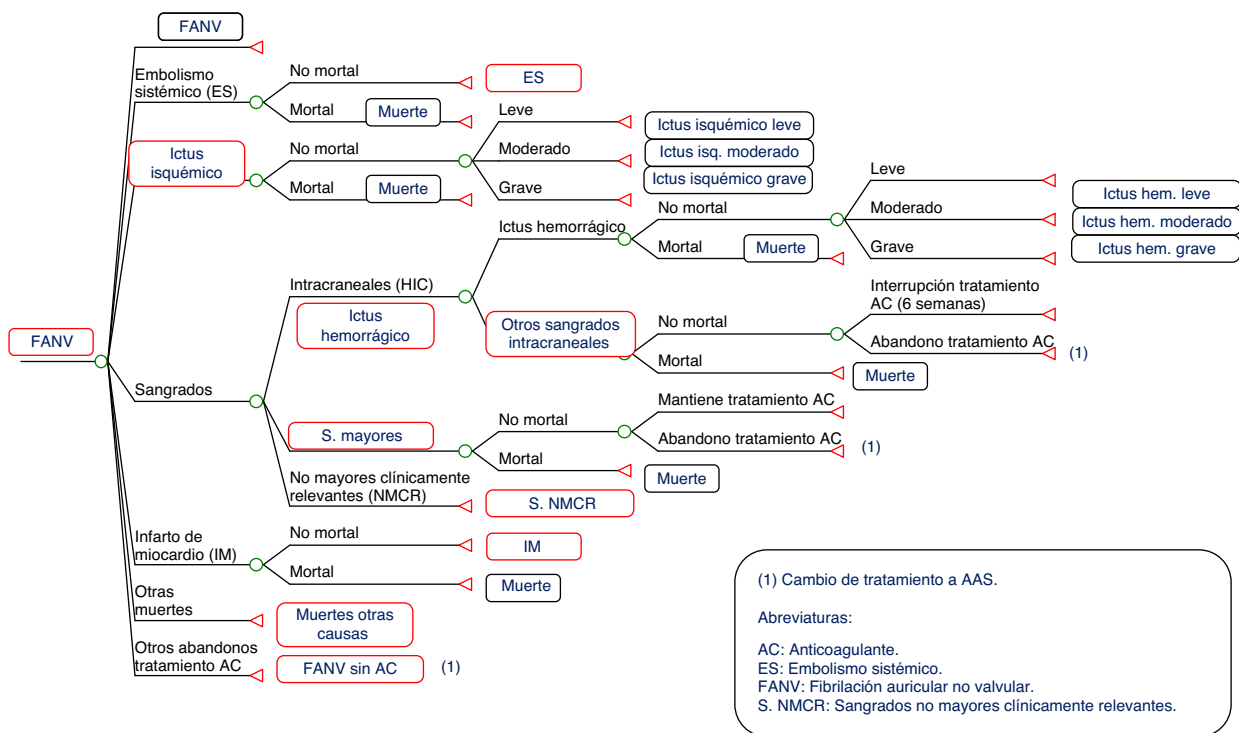 FANV
Embolismo
sistémico (ES)
No mortal
ES
Mortal
Muerte
Ictus
isquémico
No mortal
Mortal
Muerte
Leve
Ictus isquémico leve
Moderado
Ictus isq. moderado
Grave
Ictus isquémico grave
FANV
Sangrados
Intracraneales (HIC)
Ictus
hemorrágico
Ictus hemorrágico
No mortal
Leve
Ictus hem. leve
Moderado
Ictus hem. moderado
Grave
Ictus hem. grave
Mortal
Muerte
Otros sangrados
intracraneales
No mortal
Interrupción tratamiento
AC (6 semanas)
Abandono tratamiento AC
(1)
Mortal
Muerte
S. mayores
No mortal
Mantiene tratamiento AC
Abandono tratamiento AC
(1)
Mortal
Muerte
No mayores clínicamente
relevantes (NMCR)
S. NMCR
Infarto de
miocardio (IM)
No mortal
IM
Mortal
Muerte
Otras
muertes
Muertes otras
causas
Otros abandonos
tratamiento AC
FANV sin AC
(1)
(1) Cambio de tratamiento a AAS.
Abreviaturas:
AC: Anticoagulante.
ES: Embolismo sistémico.
FANV: Fibrilación auricular no valvular.
S. NMCR: Sangrados no mayores clínicamente relevantes.